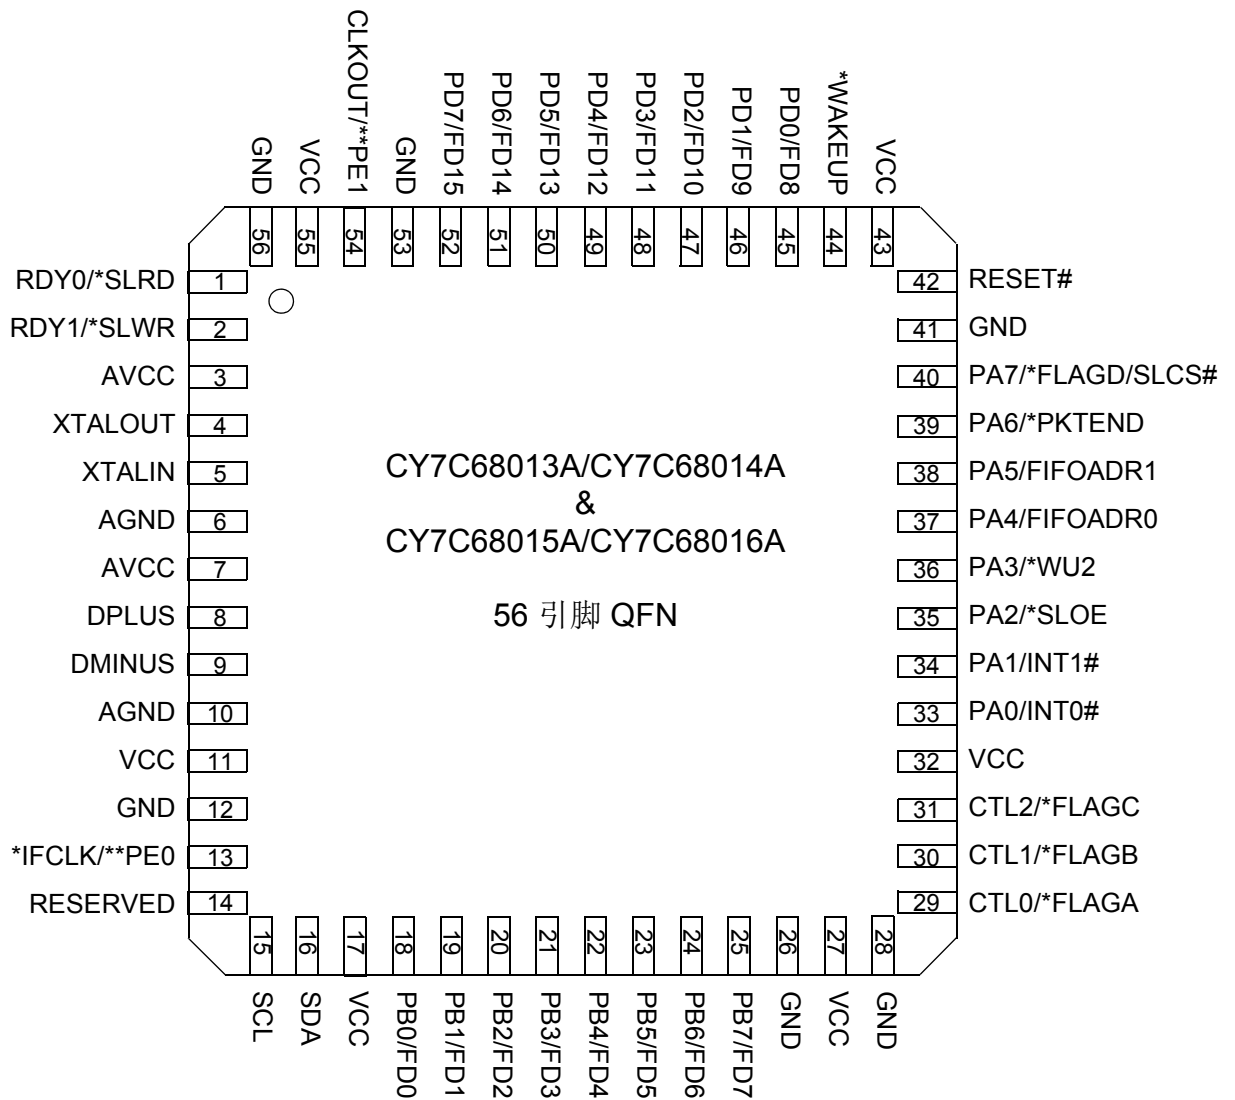 CLKOUT/**PE1
GND
VCC
GND
PD7/FD15
PD6/FD14
PD5/FD13
PD4/FD12
PD3/FD11
PD2/FD10
PD1/FD9
PD0/FD8
*WAKEUP
VCC
56
55
54
53
52
51
50
49
48
47
46
45
44
43
RDY0/*SLRD 1
RDY1/*SLWR 2
AVCC 3
XTALOUT 4
XTALIN 5
AGND 6
AVCC 7
DPLUS 8
DMINUS 9
AGND 10
VCC 11
GND 12
*IFCLK/**PE0 13
RESERVED 14
CY7C68013A/CY7C68014A
&
CY7C68015A/CY7C68016A
56 引脚 QFN
42 RESET#
41 GND
40 PA7/*FLAGD/SLCS#
39 PA6/*PKTEND
38 PA5/FIFOADR1
37 PA4/FIFOADR0
36 PA3/*WU2
35 PA2/*SLOE
34 PA1/INT1#
33 PA0/INT0#
32 VCC
31 CTL2/*FLAGC
30 CTL1/*FLAGB
29 CTL0/*FLAGA
15
16
17
18
19
20
21
22
23
24
25
26
27
28
SCL
SDA
VCC
PB0/FD0
PB1/FD1
PB2/FD2
PB3/FD3
PB4/FD4
PB5/FD5
PB6/FD6
PB7/FD7
GND
VCC
GND